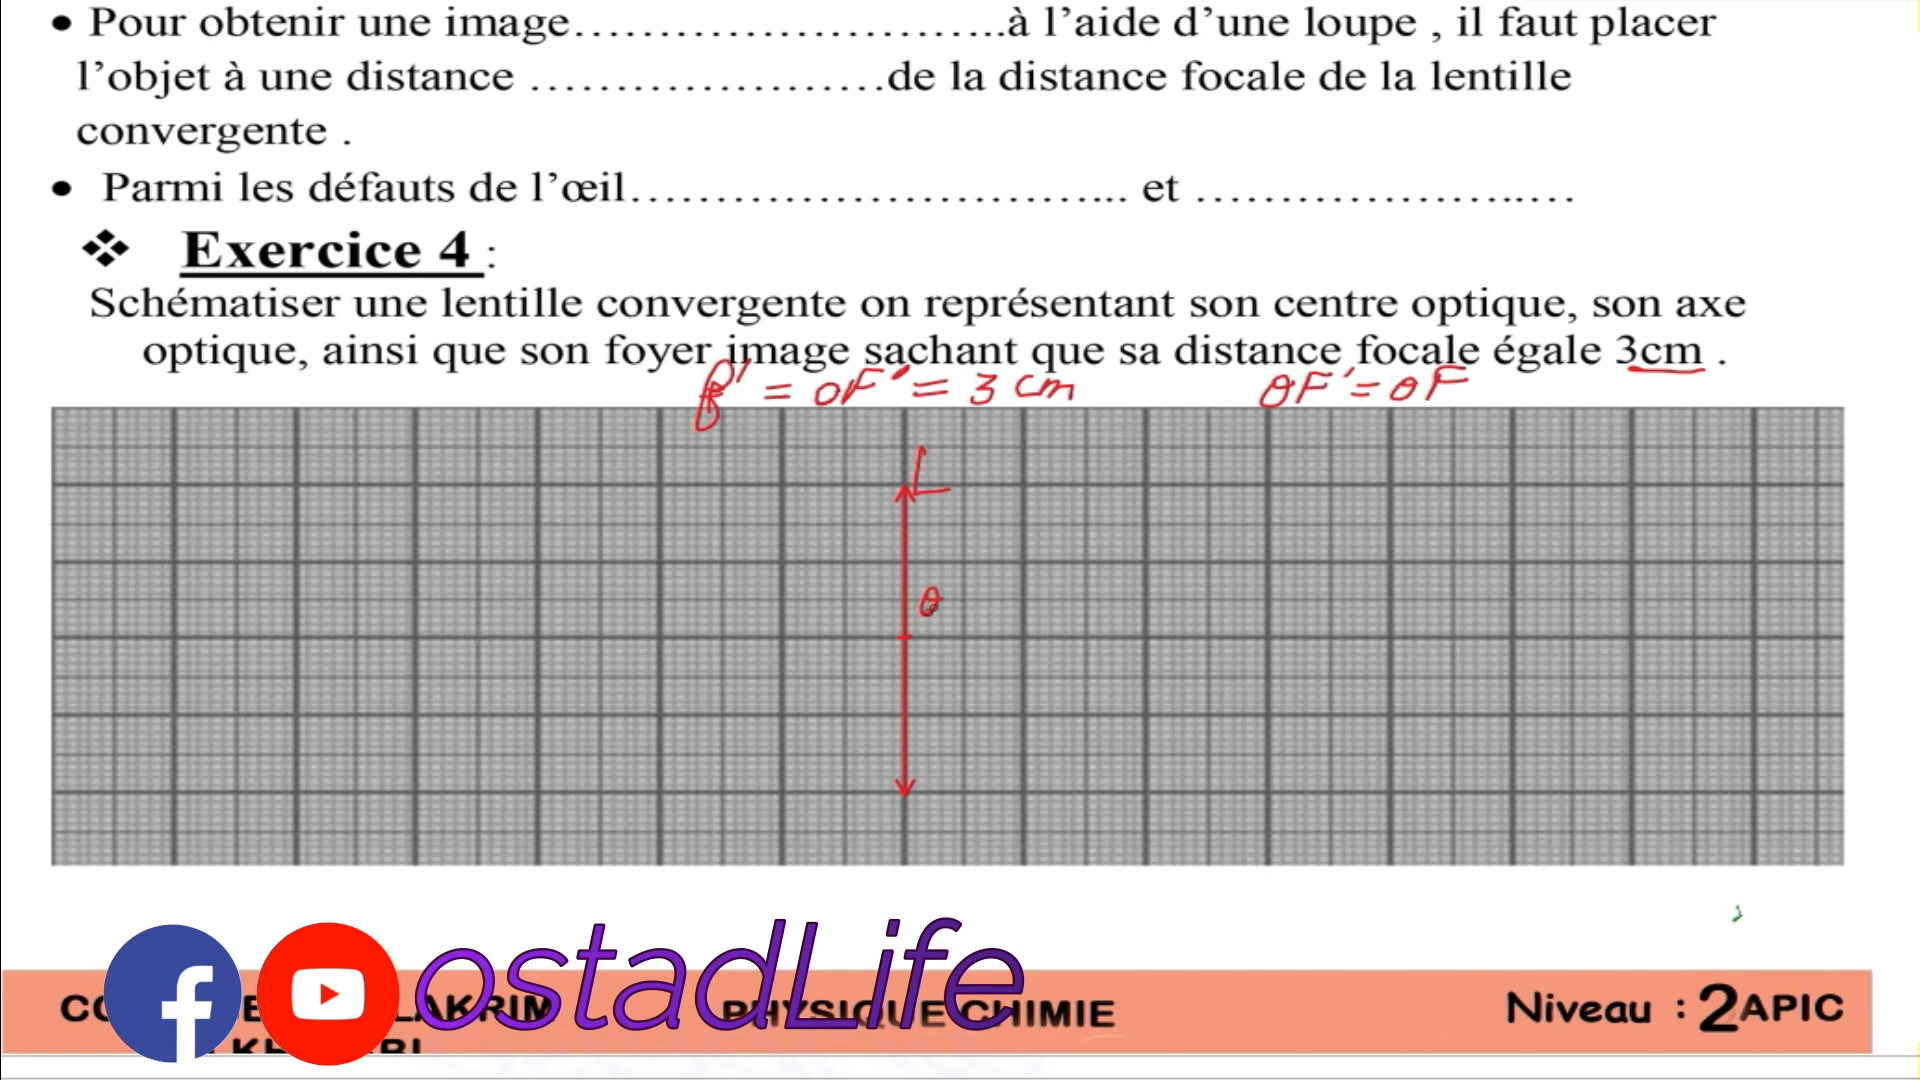 • Pour obtenir une image……………………………..à l’aide d’une loupe , il faut placer
l’objet à une distance …………………….de la distance focale de la lentille
convergente .
• Parmi les défauts de l’œil……………………………... et …………………..…
❖ Exercice 4 :
Schématiser une lentille convergente on représentant son centre optique, son axe
optique, ainsi que son foyer image sachant que sa distance focale égale 3cm .
f' = OF' = 3 cm OF' = OF
L
O
ostadLife
PHYSIQUE CHIMIE
Niveau : 2APIC